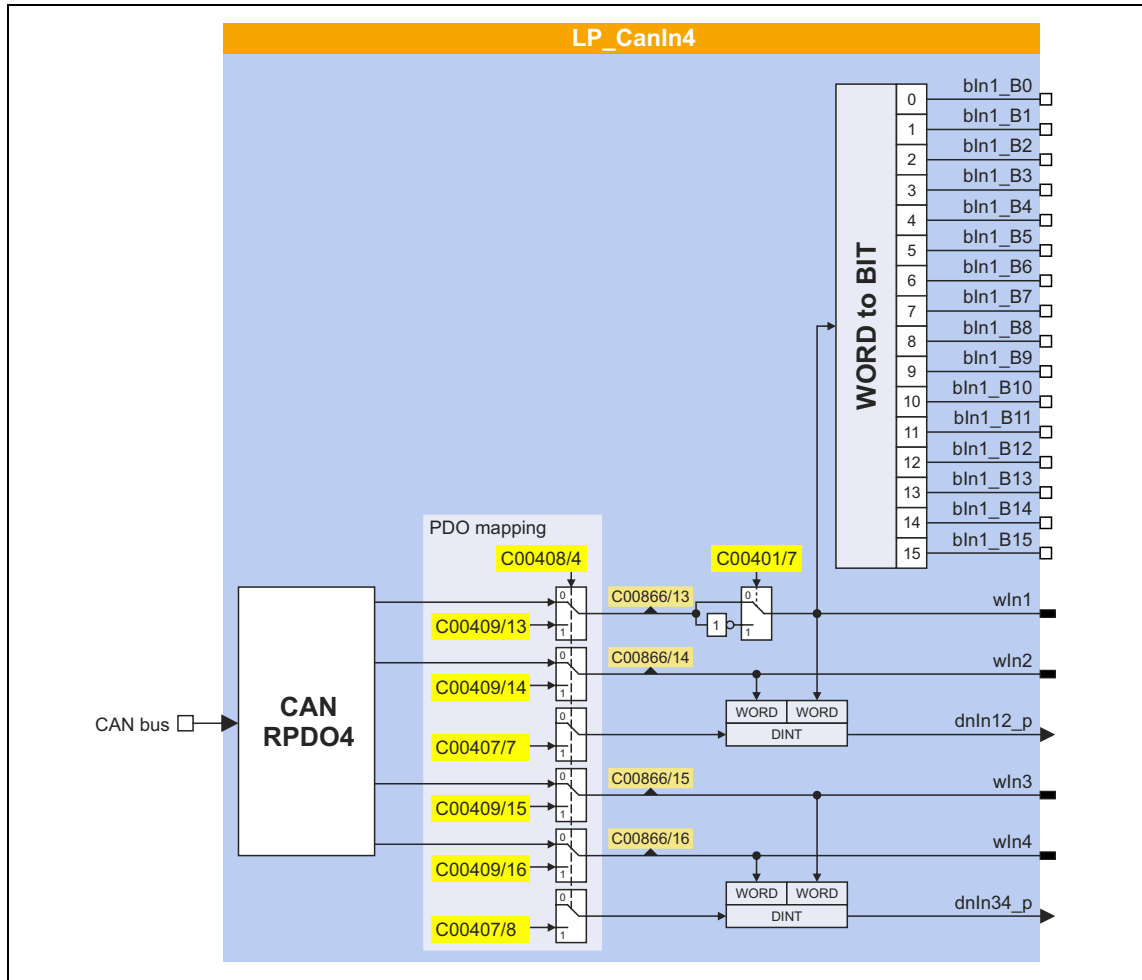 LP_CanIn4
bIn1_B0
0
bIn1_B1
1
bIn1_B2
2
bIn1_B3
3
bIn1_B4
4
bIn1_B5
5
bIn1_B6
6
bIn1_B7
7
bIn1_B8
8
bIn1_B9
9
bIn1_B10
10
bIn1_B11
11
bIn1_B12
12
bIn1_B13
13
bIn1_B14
14
bIn1_B15
15
WORD to BIT
PDO mapping
C00408/4
C00401/7
C00866/13
wIn1
0
0
C00409/13
1
1
1
C00866/14
wIn2
0
C00409/14
1
CAN
RPDO4
CAN bus
WORD WORD
DINT
dnIn12_p
0
C00407/7
1
C00866/15
wIn3
0
C00409/15
1
C00866/16
wIn4
0
C00409/16
1
WORD WORD
DINT
dnIn34_p
0
C00407/8
1